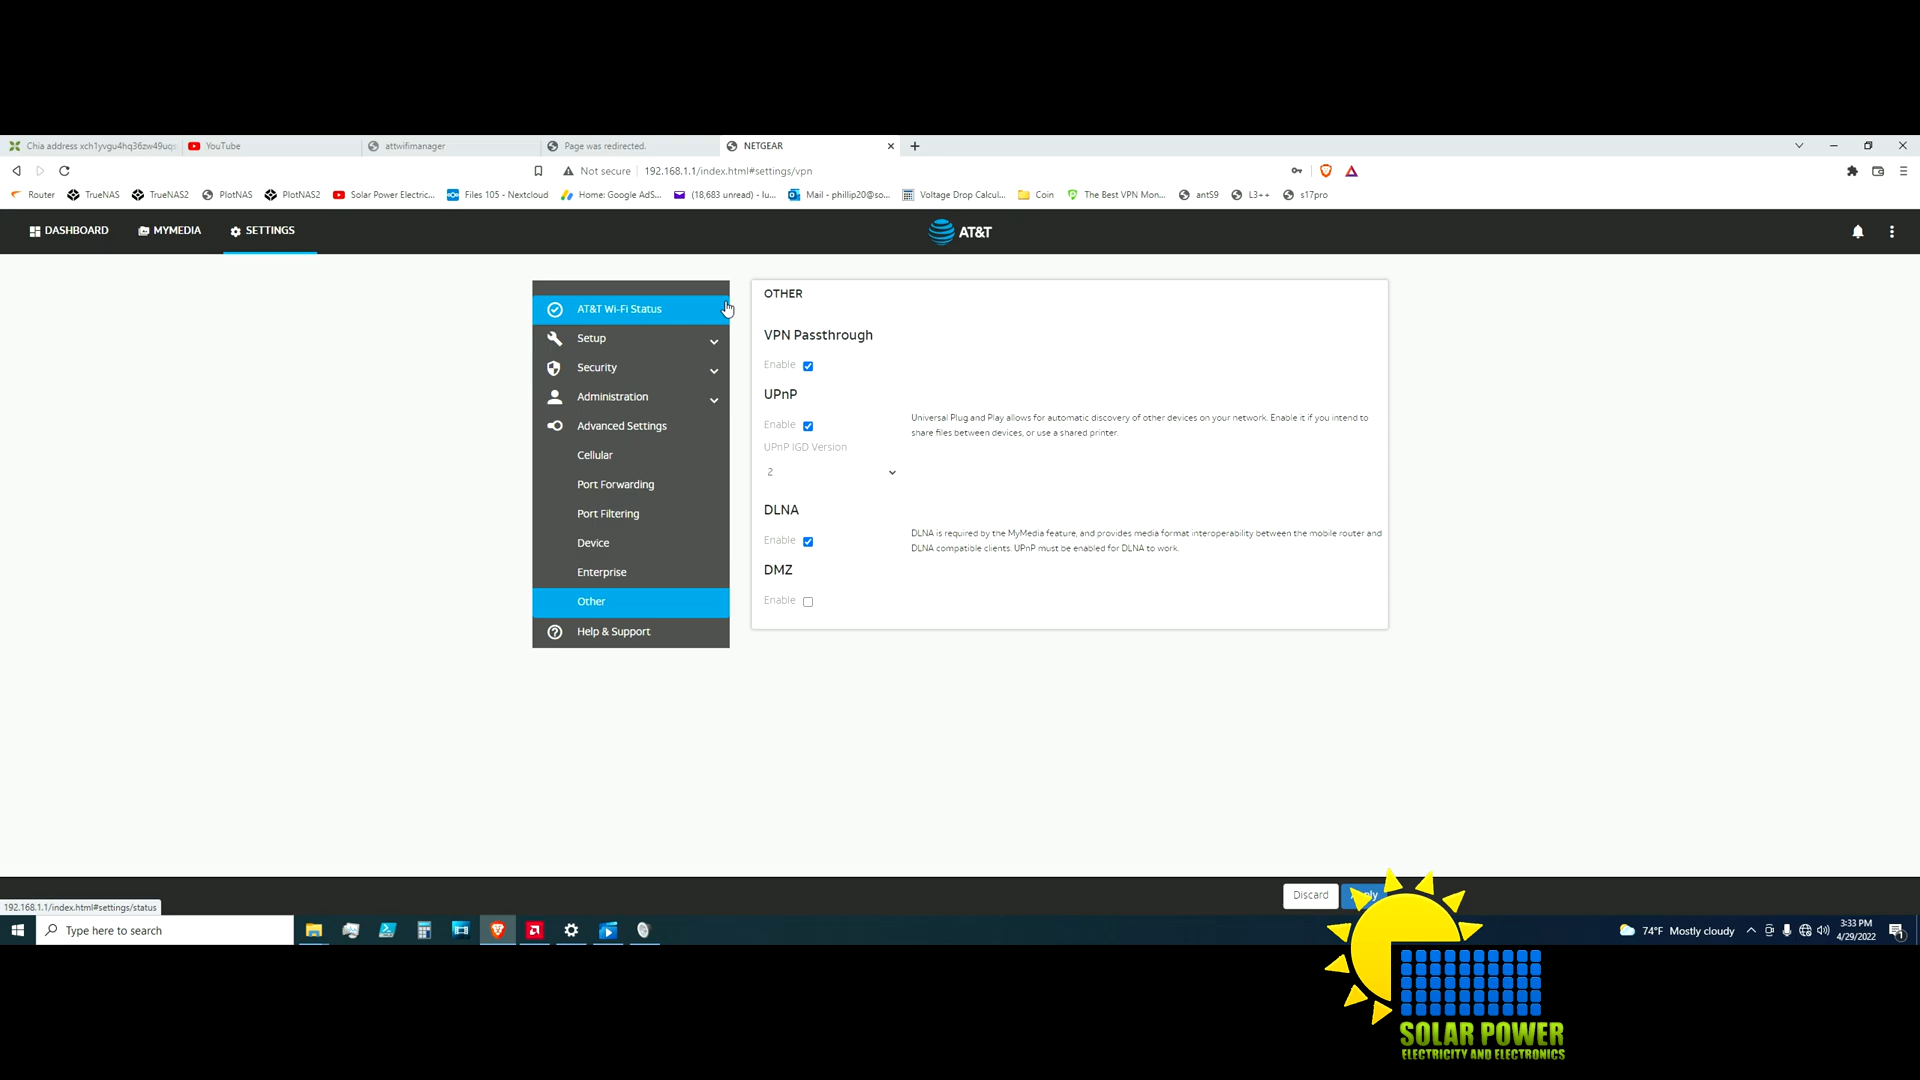 Chia address xch1yvgu4hq36zw49uqs
YouTube
attwifimanager
Page was redirected.
NETGEAR
Not secure
192.168.1.1/index.html#settings/vpn
Router
TrueNAS
TrueNAS2
PlotNAS
PlotNAS2
Solar Power Electric...
Files 105 - Nextcloud
Home: Google AdS...
(18,683 unread) - lu...
Mail - phillip20@so...
Voltage Drop Calcul...
Coin
The Best VPN Mon...
antS9
L3++
s17pro
DASHBOARD
MYMEDIA
SETTINGS
AT&T
AT&T Wi-Fi Status
Setup
Security
Administration
Advanced Settings
Cellular
Port Forwarding
Port Filtering
Device
Enterprise
Other
Help & Support
OTHER
VPN Passthrough
Enable
UPnP
Enable
Universal Plug and Play allows for automatic discovery of other devices on your network. Enable it if you intend to
share files between devices, or use a shared printer.
UPnP IGD Version
2
DLNA
Enable
DLNA is required by the MyMedia feature, and provides media format interoperability between the mobile router and
DLNA compatible clients. UPnP must be enabled for DLNA to work.
DMZ
Enable
Discard
192.168.1.1/index.html#settings/status
Type here to search
74°F Mostly cloudy
3:33 PM
4/29/2022
1
SOLAR POWER
ELECTRICITY AND ELECTRONICS